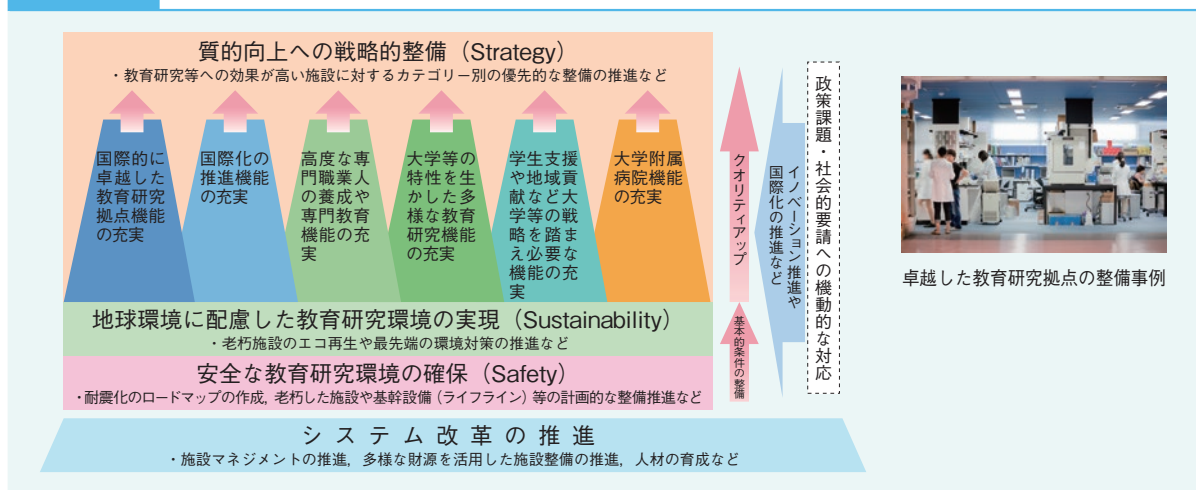 質的向上への戦略的整備（Strategy）
・教育研究等への効果が高い施設に対するカテゴリー別の優先的な整備の推進など
国際的に
卓越した
教育研究
拠点機能
の充実
国際化の
推進機能
の充実
高度な専
門職業人
の養成や
専門教育
機能の充
実
大学等の
特性を生
かした多
様な教育
研究機能
の充実
学生支援
や地域貢
献など大
学等の戦
略を踏ま
え必要な
機能の充
実
大学附属
病院機能
の充実
地球環境に配慮した教育研究環境の実現（Sustainability）
・老朽施設のエコ再生や最先端の環境対策の推進など
安全な教育研究環境の確保（Safety）
・耐震化のロードマップの作成，老朽した施設や基幹設備（ライフライン）等の計画的な整備推進など
システム改革の推進
・施設マネジメントの推進，多様な財源を活用した施設整備の推進，人材の育成など
クオリティアップ
基本的条件の整備
イノベーション推進や
国際化の推進など
政策課題・社会的要請への機動的な対応
卓越した教育研究拠点の整備事例